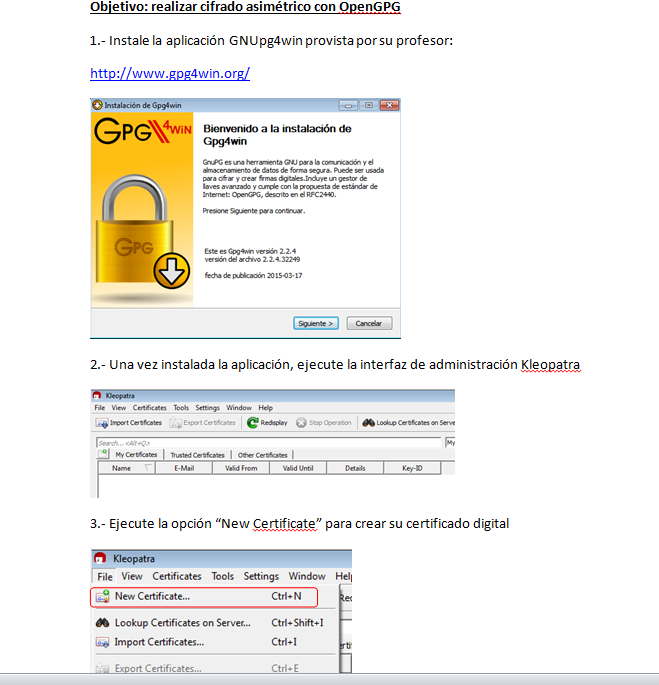 Objetivo: realizar cifrado asimétrico con OpenGPG
1.- Instale la aplicación GNUpg4win provista por su profesor:
http://www.gpg4win.org/
Instalación de Gpg4win
GPG4WIN
Bienvenido a la instalación de
Gpg4win
GnuPG es una herramienta GNU para la comunicación y el
almacenamiento de datos de forma segura. Puede ser usada
para cifrar y crear firmas digitales.Incluye un gestor de
llaves avanzado y cumple con la propuesta de estándar de
Internet: OpenGPG, descrito en el RFC2440.
Presione Siguiente para continuar.
GPG
Este es Gpg4win versión 2.2.4
versión del archivo 2.2.4.32249
fecha de publicación 2015-03-17
Siguiente > Cancelar
2.- Una vez instalada la aplicación, ejecute la interfaz de administración Kleopatra
Kleopatra
File View Certificates Tools Settings Window Help
Import Certificates Export Certificates Redisplay Stop Operation Lookup Certificates on Serve
Search...<Alt+Q> My
My Certificates Trusted Certificates Other Certificates
Name E-Mail Valid From Valid Until Details Key-ID
3.- Ejecute la opción “New Certificate” para crear su certificado digital
Kleopatra
File View Certificates Tools Settings Window Help
New Certificate... Ctrl+N
Lookup Certificates on Server... Ctrl+Shift+I
Import Certificates... Ctrl+I
Export Certificates... Ctrl+E